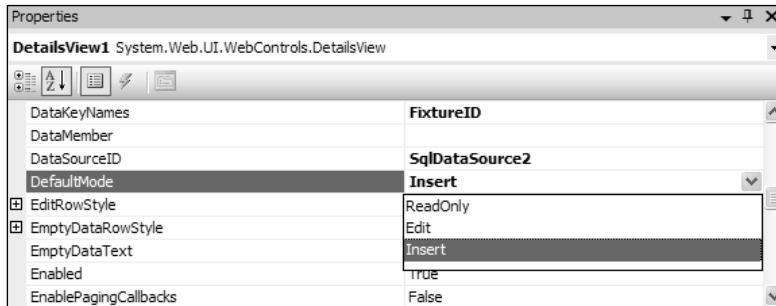 Properties
DetailsView1 System.Web.UI.WebControls.DetailsView
DataKeyNames FixtureID
DataMember
DataSourceID SqlDataSource2
DefaultMode Insert
EditRowStyle ReadOnly
EmptyDataRowStyle Edit
EmptyDataText Insert
Enabled True
EnablePagingCallbacks False